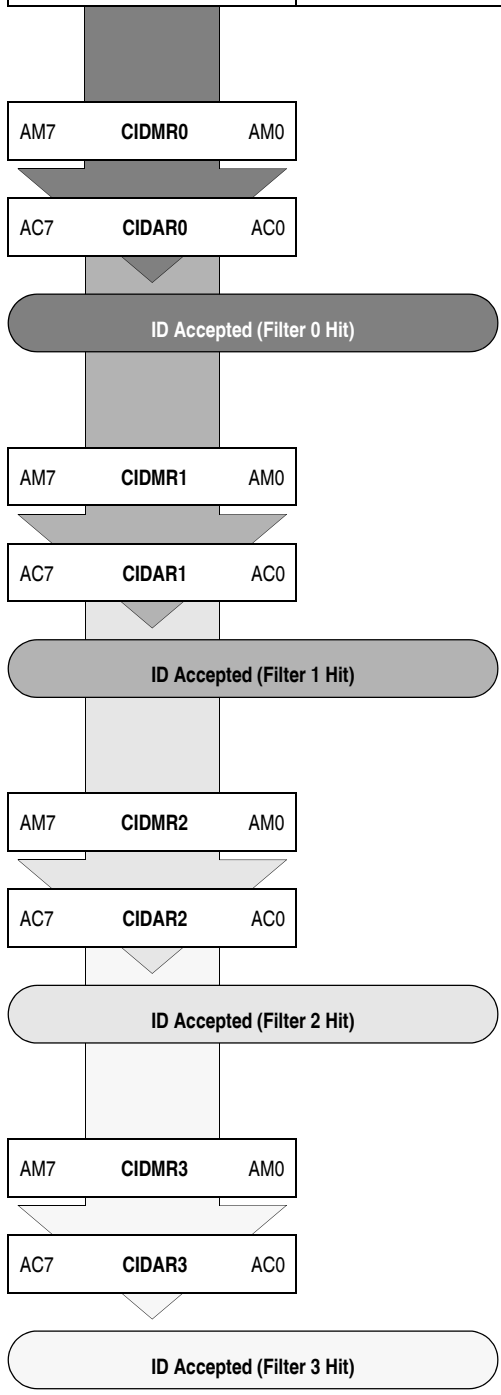 AM7 CIDMR0 AM0
AC7 CIDAR0 AC0
ID Accepted (Filter 0 Hit)
AM7 CIDMR1 AM0
AC7 CIDAR1 AC0
ID Accepted (Filter 1 Hit)
AM7 CIDMR2 AM0
AC7 CIDAR2 AC0
ID Accepted (Filter 2 Hit)
AM7 CIDMR3 AM0
AC7 CIDAR3 AC0
ID Accepted (Filter 3 Hit)